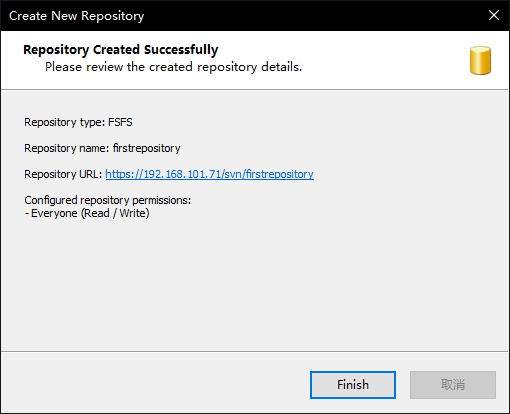 Create New Repository
Repository Created Successfully
Please review the created repository details.
Repository type: FSFS
Repository name: firstrepository
Repository URL: https://192.168.101.71/svn/firstrepository
Configured repository permissions:
- Everyone (Read / Write)
Finish
取消